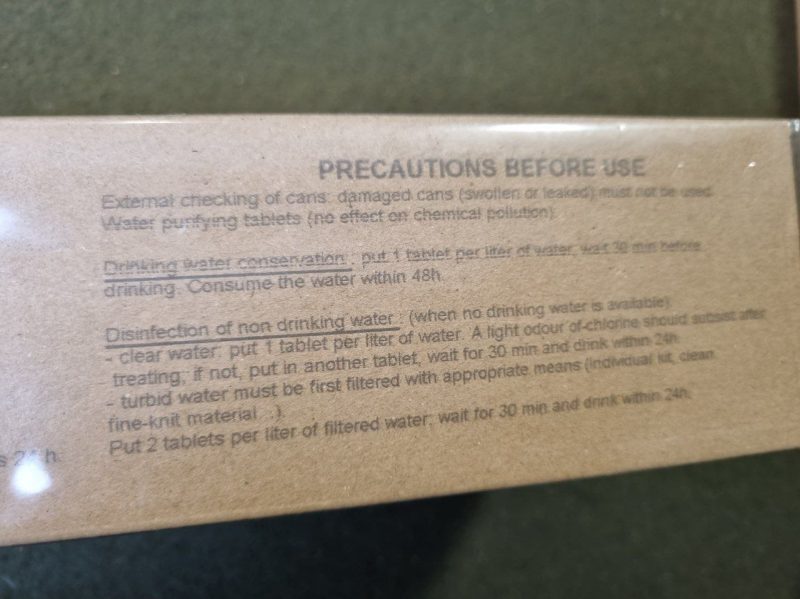 PRECAUTIONS BEFORE USE
External checking of cans: damaged cans (swollen or leaked) must not be used.
Water purifying tablets (no effect on chemical pollution).
Drinking water conservation : put 1 tablet per liter of water, wait 30 min before
drinking. Consume the water within 48h.
Disinfection of non drinking water : (when no drinking water is available)
- clear water: put 1 tablet per liter of water. A light odour of chlorine should subsist after
treating; if not, put in another tablet, wait for 30 min and drink within 24h.
- turbid water must be first filtered with appropriate means (individual kit, clean
fine-knit material ...).
Put 2 tablets per liter of filtered water; wait for 30 min and drink within 24h.
h.